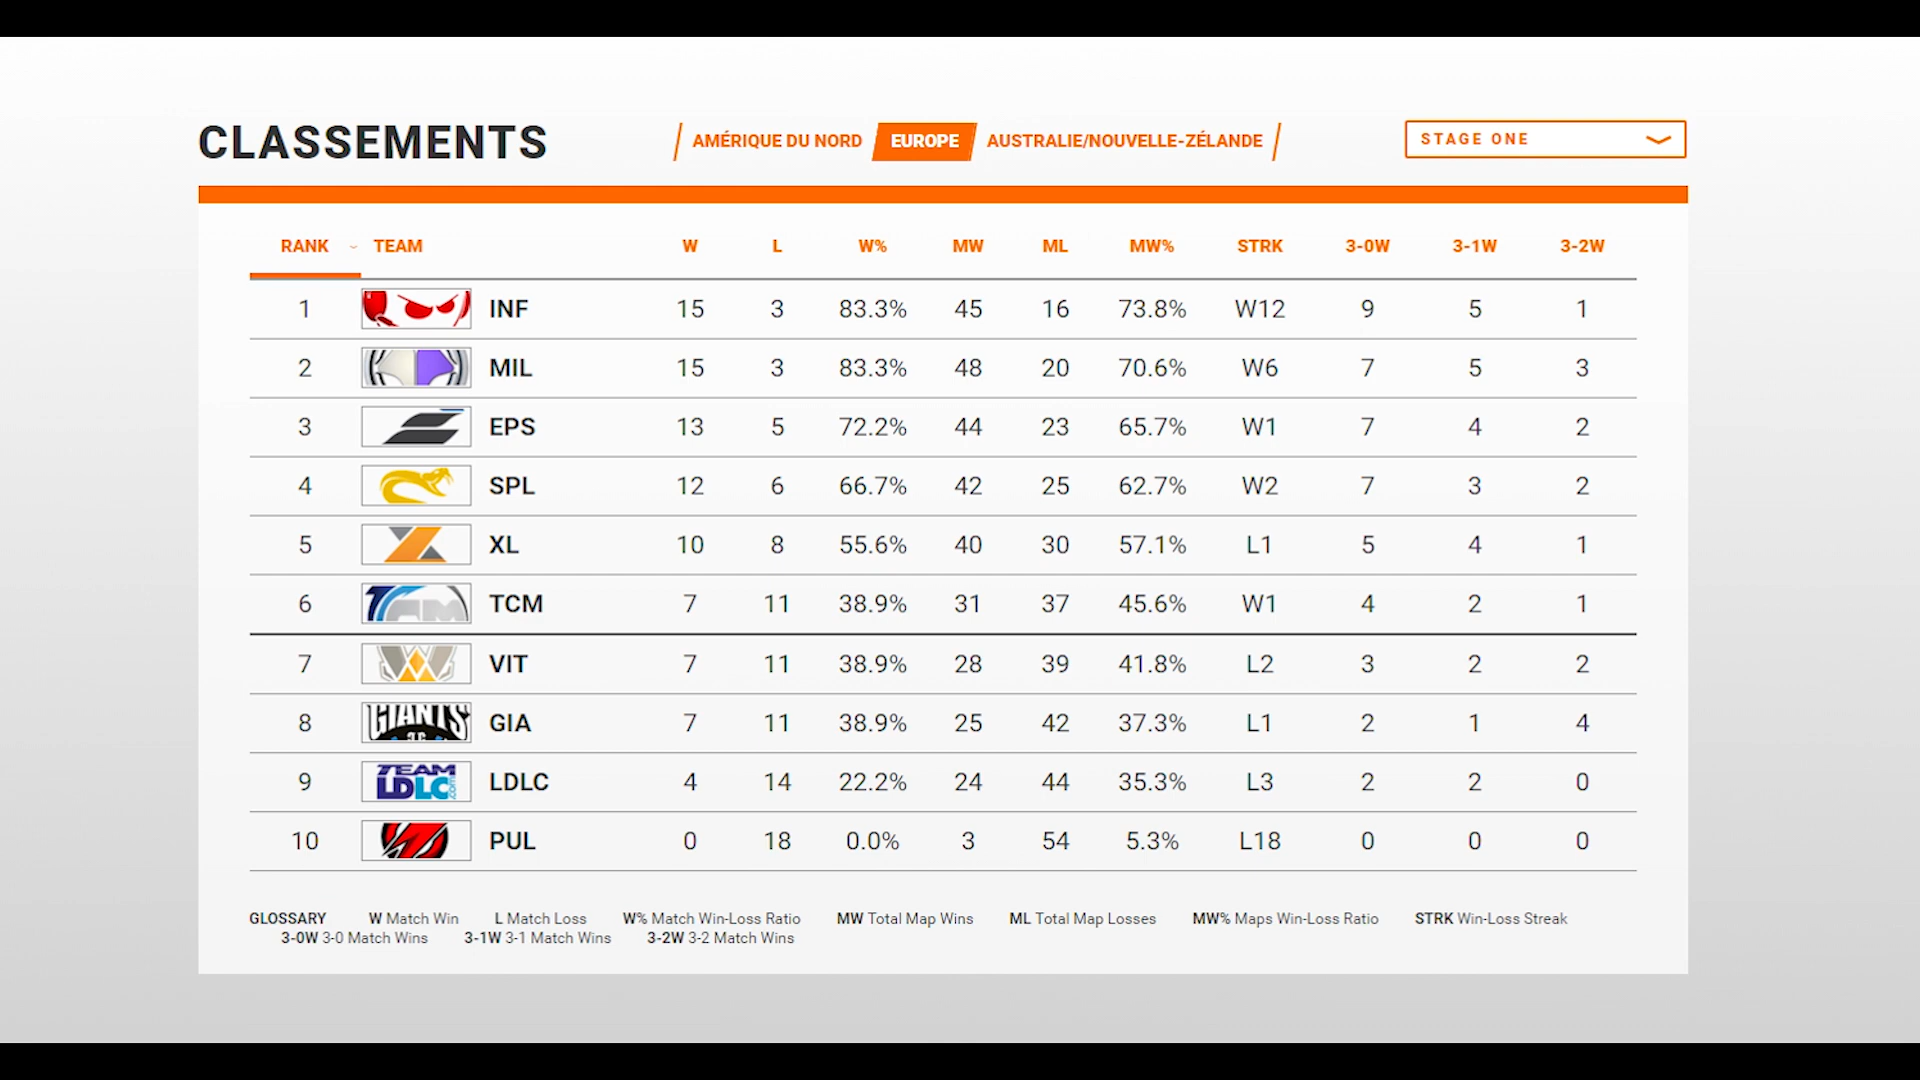 CLASSEMENTS
AMÉRIQUE DU NORD EUROPE AUSTRALIE/NOUVELLE-ZÉLANDE
STAGE ONE
RANK TEAM W L W% MW ML MW% STRK 3-0W 3-1W 3-2W
1 INF 15 3 83.3% 45 16 73.8% W12 9 5 1
2 MIL 15 3 83.3% 48 20 70.6% W6 7 5 3
3 EPS 13 5 72.2% 44 23 65.7% W1 7 4 2
4 SPL 12 6 66.7% 42 25 62.7% W2 7 3 2
5 XL 10 8 55.6% 40 30 57.1% L1 5 4 1
6 TCM TCM 7 11 38.9% 31 37 45.6% W1 4 2 1
7 VIT 7 11 38.9% 28 39 41.8% L2 3 2 2
8 GIANTS GIA 7 11 38.9% 25 42 37.3% L1 2 1 4
9 TEAM LDLC.com LDLC 4 14 22.2% 24 44 35.3% L3 2 2 0
10 PUL 0 18 0.0% 3 54 5.3% L18 0 0 0
GLOSSARY W Match Win L Match Loss W% Match Win-Loss Ratio MW Total Map Wins ML Total Map Losses MW% Maps Win-Loss Ratio STRK Win-Loss Streak
3-0W 3-0 Match Wins 3-1W 3-1 Match Wins 3-2W 3-2 Match Wins